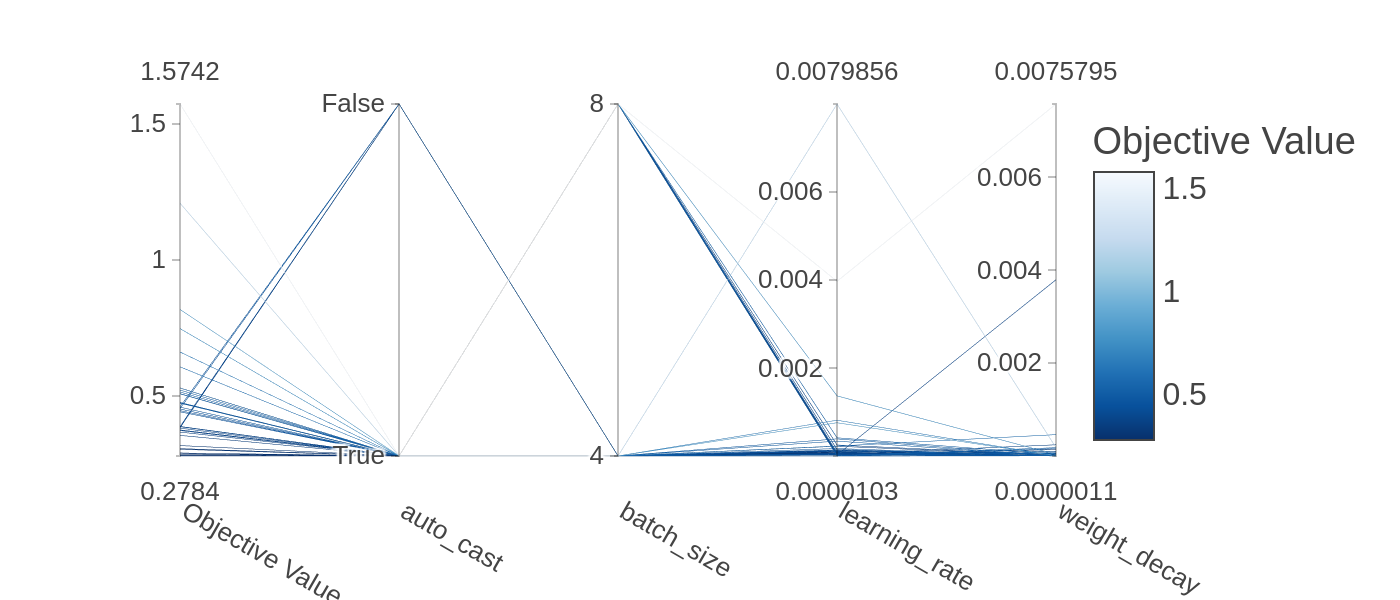 1.5742
0.0079856
0.0075795
1.5
1
0.5
0.2784
Objective Value
False
True
auto_cast
8
4
batch_size
0.006
0.004
0.002
0.0000103
learning_rate
0.006
0.004
0.002
0.0000011
weight_decay
Objective Value
1.5
1
0.5